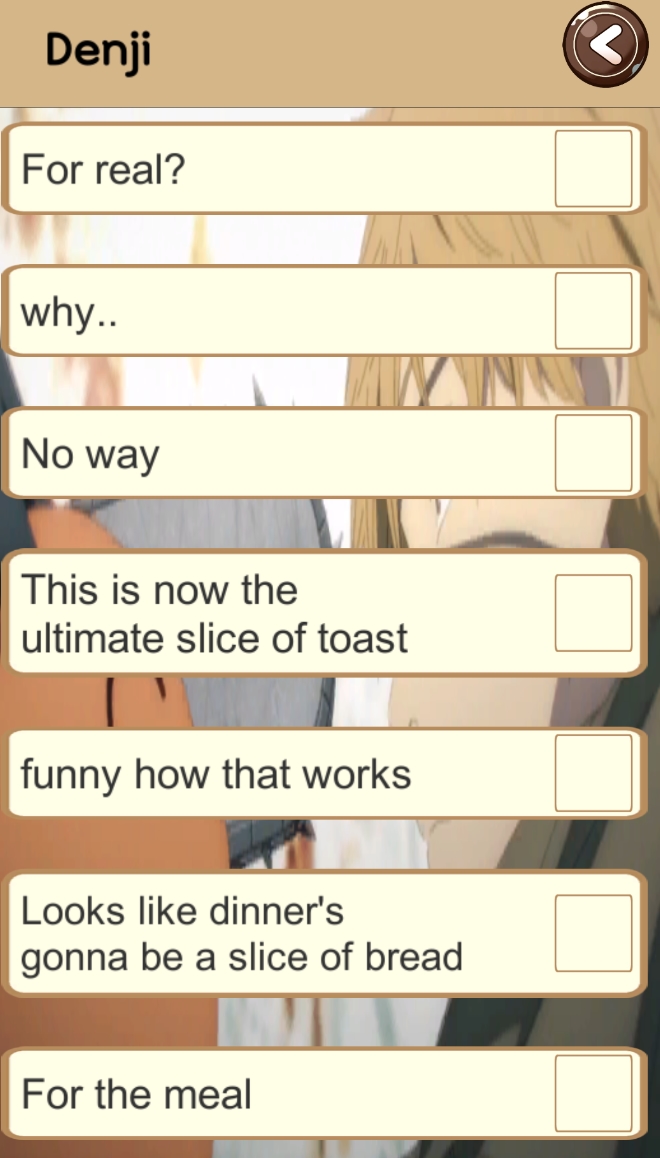 Denji
For real?
why..
No way
This is now the
ultimate slice of toast
funny how that works
Looks like dinner's
gonna be a slice of bread
For the meal